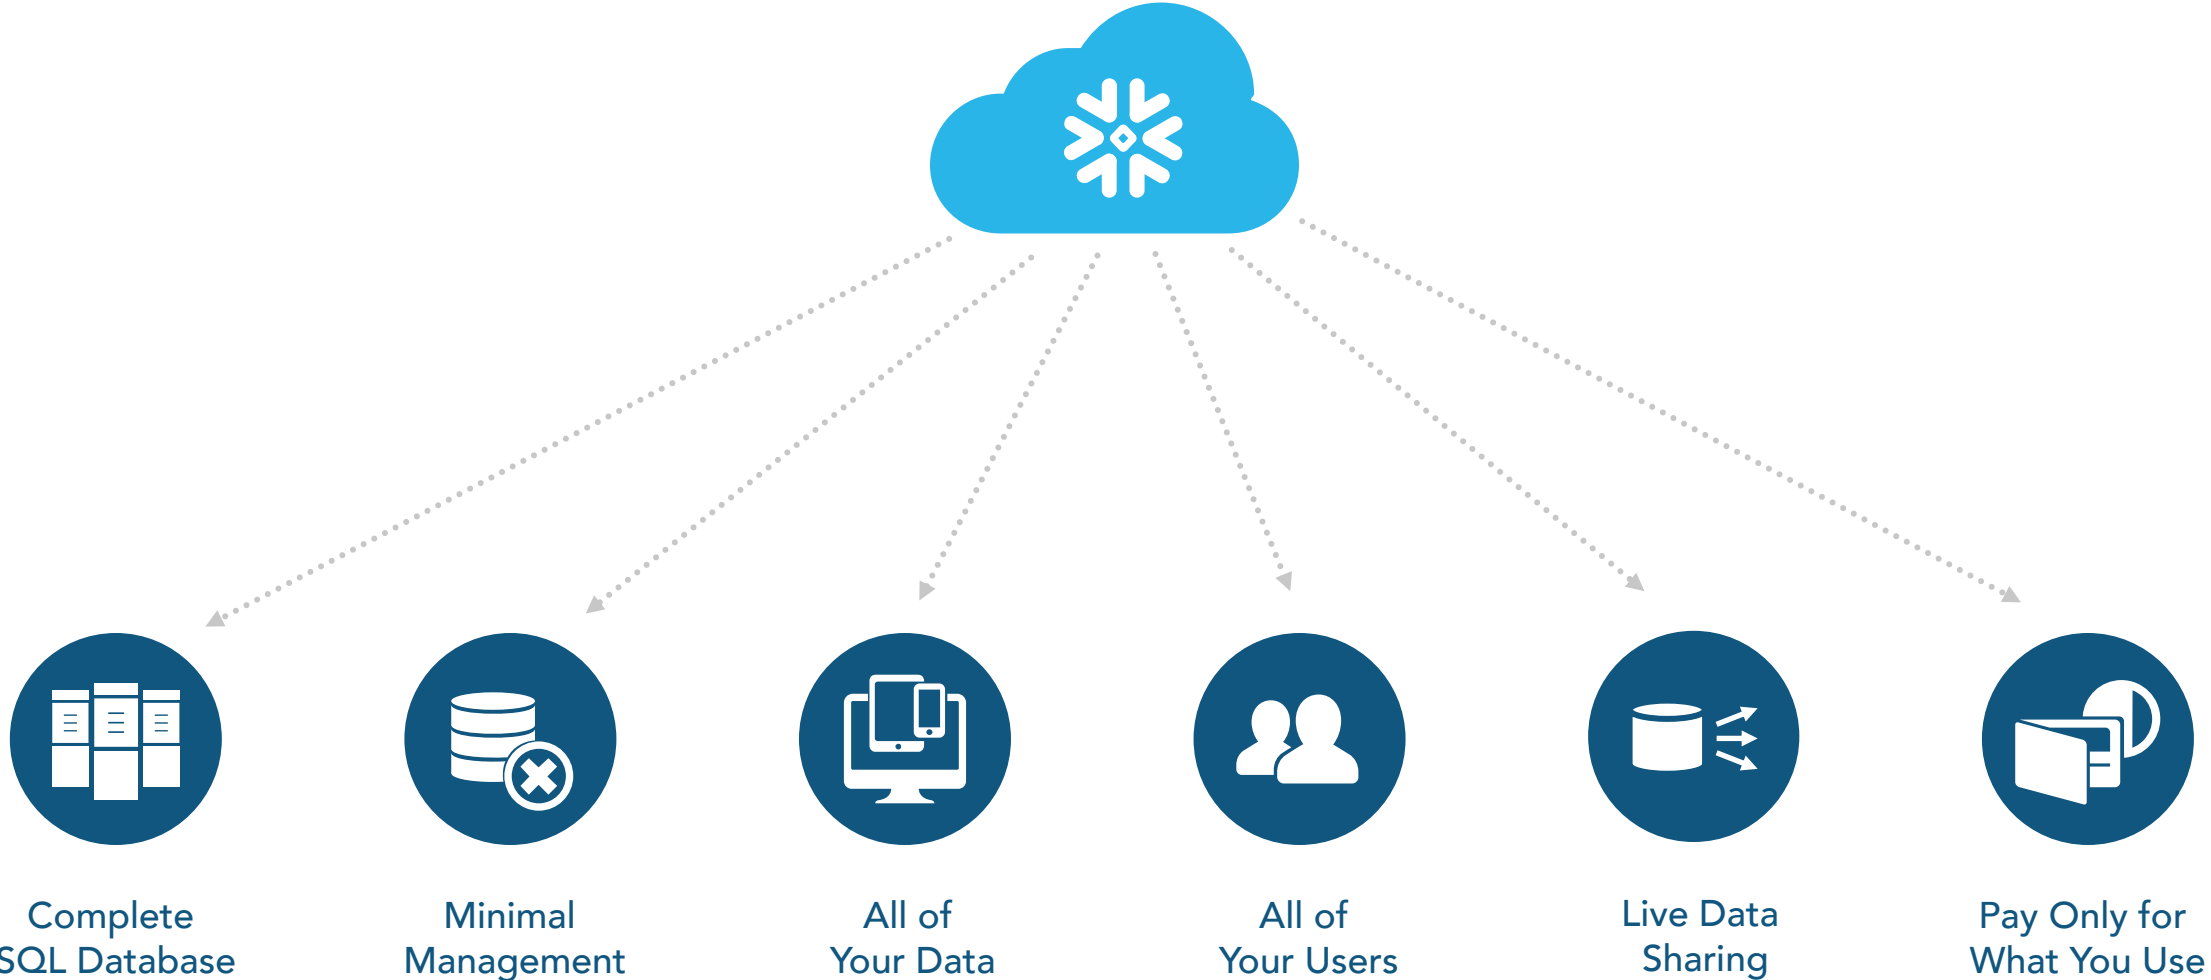 Complete
SQL Database
Minimal
Management
All of
Your Data
All of
Your Users
Live Data
Sharing
Pay Only for
What You Use